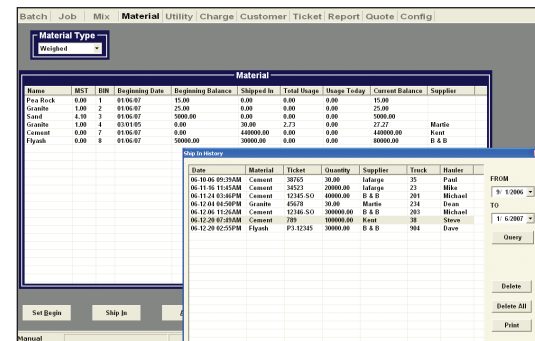 Batch Job Mix Material Utility Charge Customer Ticket Report Quote Config
Material Type
Weighed
Material
Name MST BIN Beginning Date Beginning Balance Shipped In Total Usage Usage Today Current Balance Supplier
Pea Rock 0.00 1 01/06/07 15.00 0.00 0.00 0.00 15.00
Granite 1.00 2 01/06/07 25.00 0.00 0.00 0.00 25.00
Sand 4.10 3 01/06/07 5000.00 0.00 0.00 0.00 5000.00
Granite 1.00 4 03/01/05 0.00 30.00 2.73 0.00 27.27 Martie
Cement 0.00 7 01/06/07 0.00 440000.00 0.00 0.00 440000.00 Kent
Flyash 0.00 8 01/06/07 50000.00 30000.00 0.00 0.00 80000.00 B & B
Ship In History
Date Material Ticket Quantity Supplier Truck Hauler
06-10-06 09:39AM Cement 38765 30.00 lafarge 35 Paul
06-11-16 11:45AM Cement 34523 20000.00 lafarge 23 Mike
06-11-24 03:46PM Cement 12345-SO 40000.00 B & B 201 Michael
06-12-04 04:50PM Granite 45678 30.00 Martie 234 Dean
06-12-06 11:26AM Cement 12346-SO 300000.00 B & B 203 Michael
06-12-20 07:49AM Cement 789 100000.00 Kent 38 Steve
06-12-20 02:55PM Flyash P3-12345 30000.00 B & B 904 Dave
FROM
9/ 1/2006
TO
1/ 6/2007
Query
Delete
Delete All
Print
Set Begin Ship In
Manual